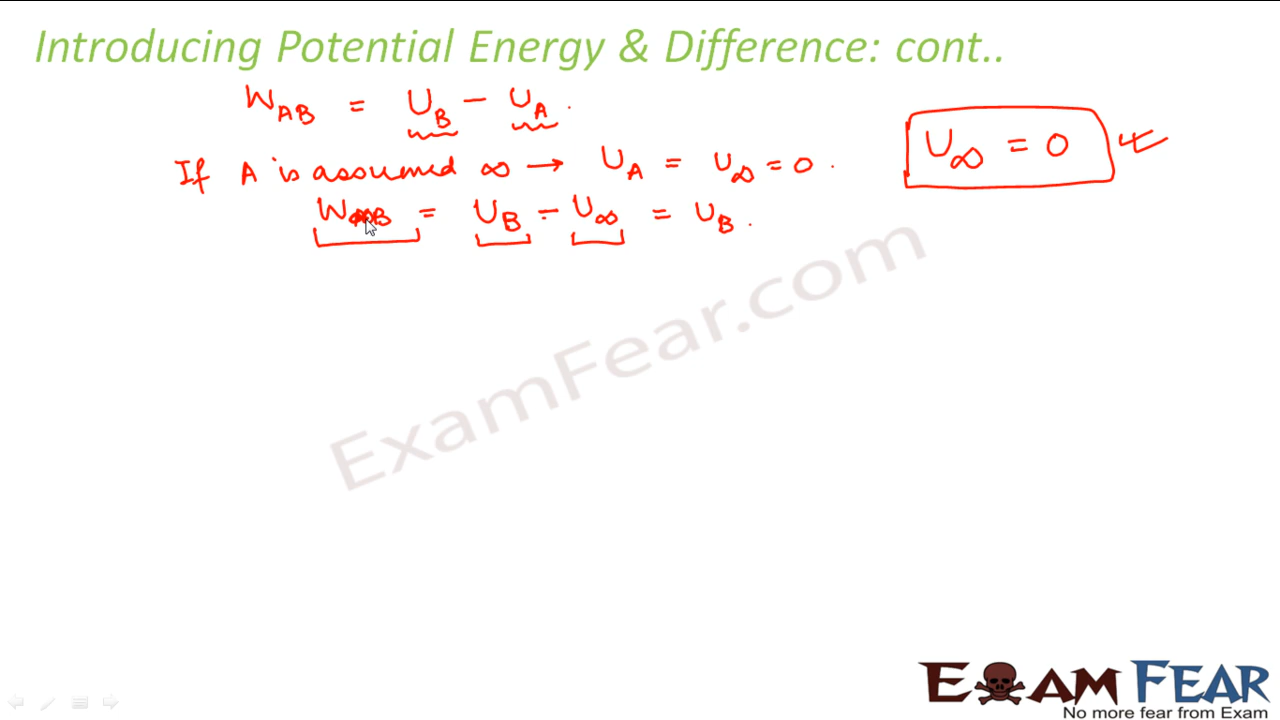 Introducing Potential Energy & Difference: cont..
W_AB = U_B - U_A .
U_∞ = 0
If A is assumed ∞ → U_A = U_∞ = 0 .
W_∞B = U_B - U_∞ = U_B .
ExamFear.com
EXAM FEAR
No more fear from Exam